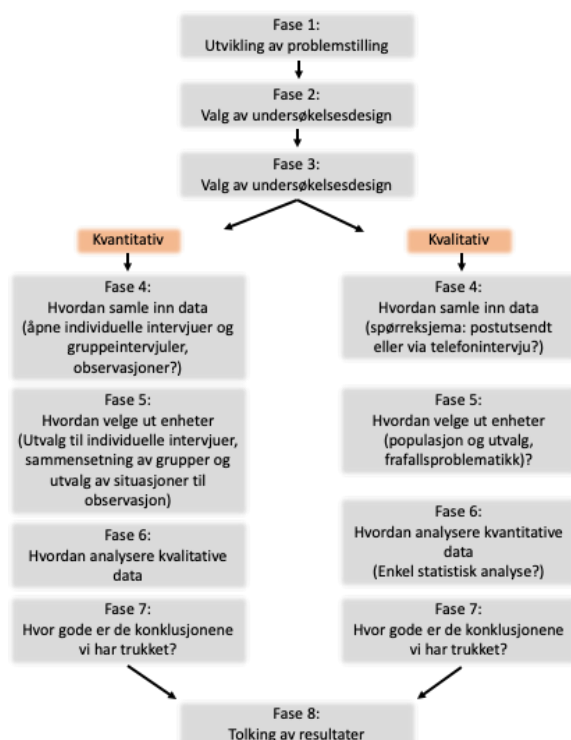 Fase 1:
Utvikling av problemstilling
Fase 2:
Valg av undersøkelsesdesign
Fase 3:
Valg av undersøkelsesdesign
Kvantitativ
Fase 4:
Hvordan samle inn data
(åpne individuelle intervjuer og
gruppeintervjuler,
observasjoner?)
Fase 5:
Hvordan velge ut enheter
(Utvalg til individuelle intervjuer,
sammensetning av grupper og
utvalg av situasjoner til
observasjon)
Fase 6:
Hvordan analysere kvalitative
data
Fase 7:
Hvor gode er de konklusjonene
vi har trukket?
Kvalitativ
Fase 4:
Hvordan samle inn data
(spørreksjema: postutsendt
eller via telefonintervju?)
Fase 5:
Hvordan velge ut enheter
(populasjon og utvalg,
frafallsproblematikk)?
Fase 6:
Hvordan analysere kvantitative
data
(Enkel statistisk analyse?)
Fase 7:
Hvor gode er de konklusjonene
vi har trukket?
Fase 8:
Tolking av resultater